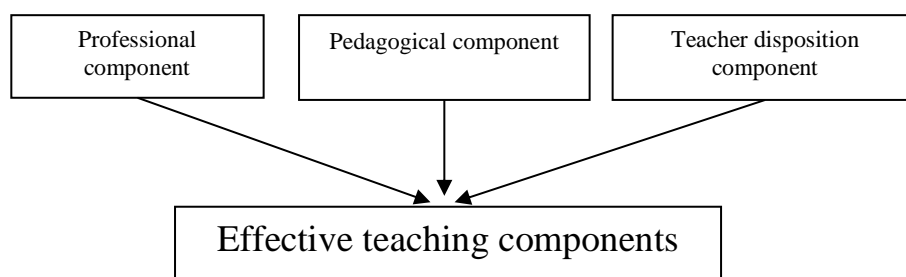 Professional
component
Pedagogical component
Teacher disposition
component
Effective teaching components